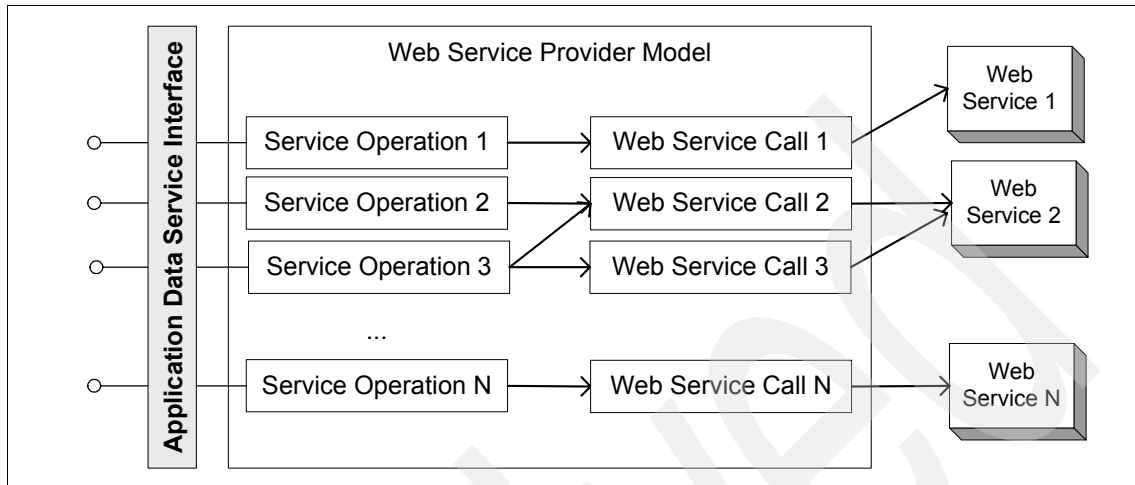 Application Data Service Interface
Web Service Provider Model
Service Operation 1
Web Service Call 1
Web
Service 1
Service Operation 2
Web Service Call 2
Web
Service 2
Service Operation 3
Web Service Call 3
...
Service Operation N
Web Service Call N
Web
Service N